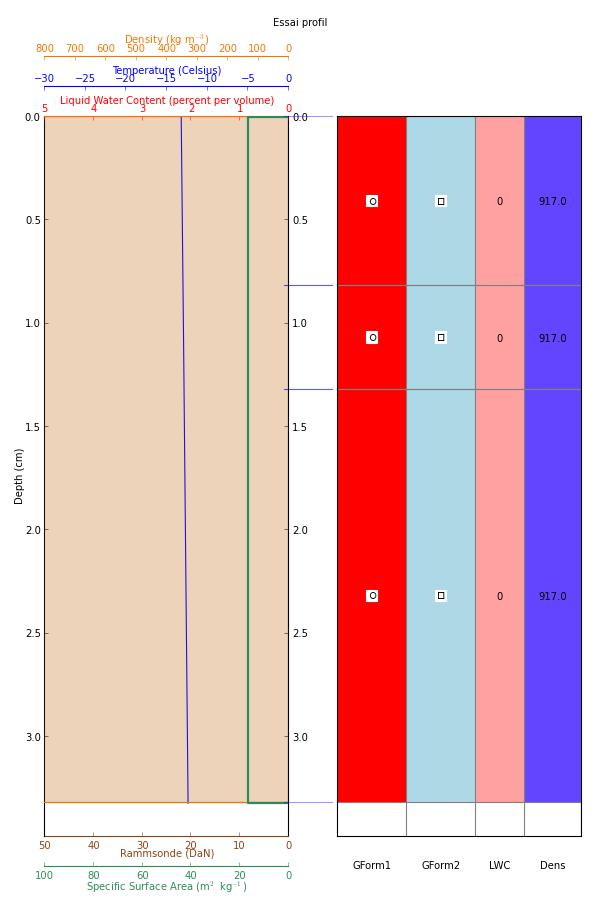 Essai profil
Density (kg m⁻³)
800 700 600 500 400 300 200 100 0
Temperature (Celsius)
−30 −25 −20 −15 −10 −5 0
Liquid Water Content (percent per volume)
5 4 3 2 1 0
0.0 0.0
0 917.0
0.5 0.5
1.0 1.0
0 917.0
1.5 1.5
Depth (cm)
2.0 2.0
0 917.0
2.5 2.5
3.0 3.0
50 40 30 20 10 0
Rammsonde (DaN)
GForm1 GForm2 LWC Dens
100 80 60 40 20 0
Specific Surface Area (m² kg⁻¹)